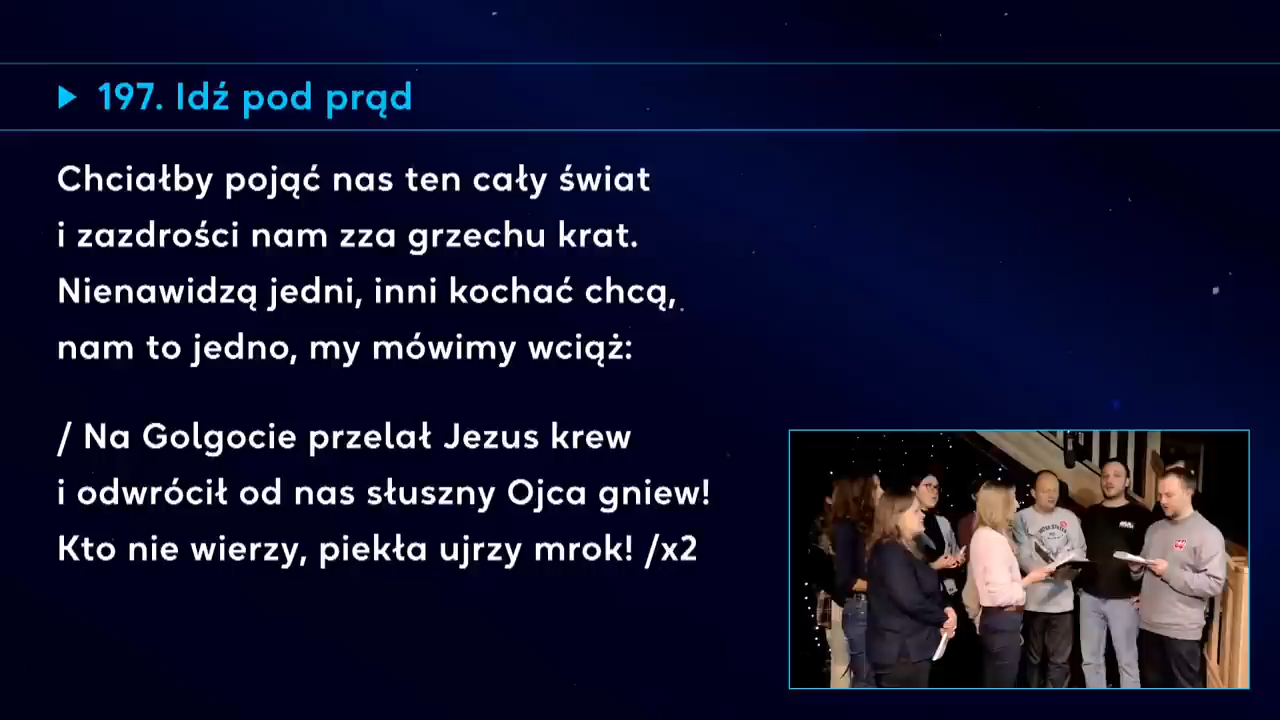 197. Idź pod prąd
Chciałby pojąć nas ten cały świat
i zazdrości nam zza grzechu krat.
Nienawidzą jedni, inni kochać chcą,
nam to jedno, my mówimy wciąż:
/ Na Golgocie przelał Jezus krew
i odwrócił od nas słuszny Ojca gniew!
Kto nie wierzy, piekła ujrzy mrok! /x2